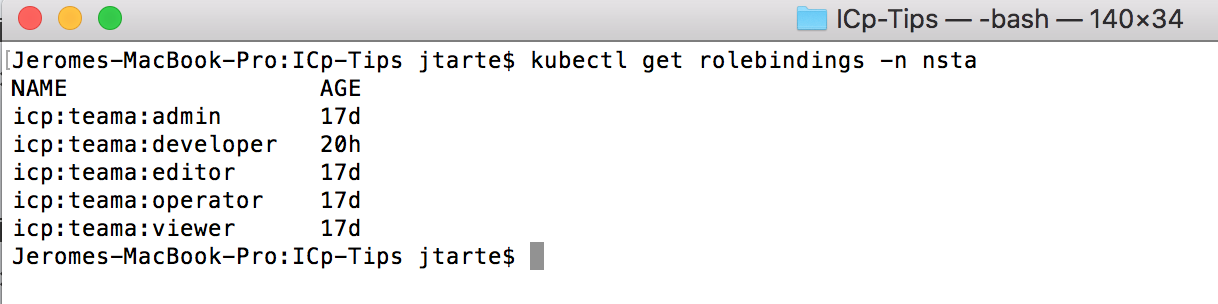 ICp-Tips — -bash — 140×34
[Jeromes-MacBook-Pro:ICp-Tips jtarte$ kubectl get rolebindings -n nsta
NAME                   AGE
icp:teama:admin        17d
icp:teama:developer    20h
icp:teama:editor       17d
icp:teama:operator     17d
icp:teama:viewer       17d
Jeromes-MacBook-Pro:ICp-Tips jtarte$